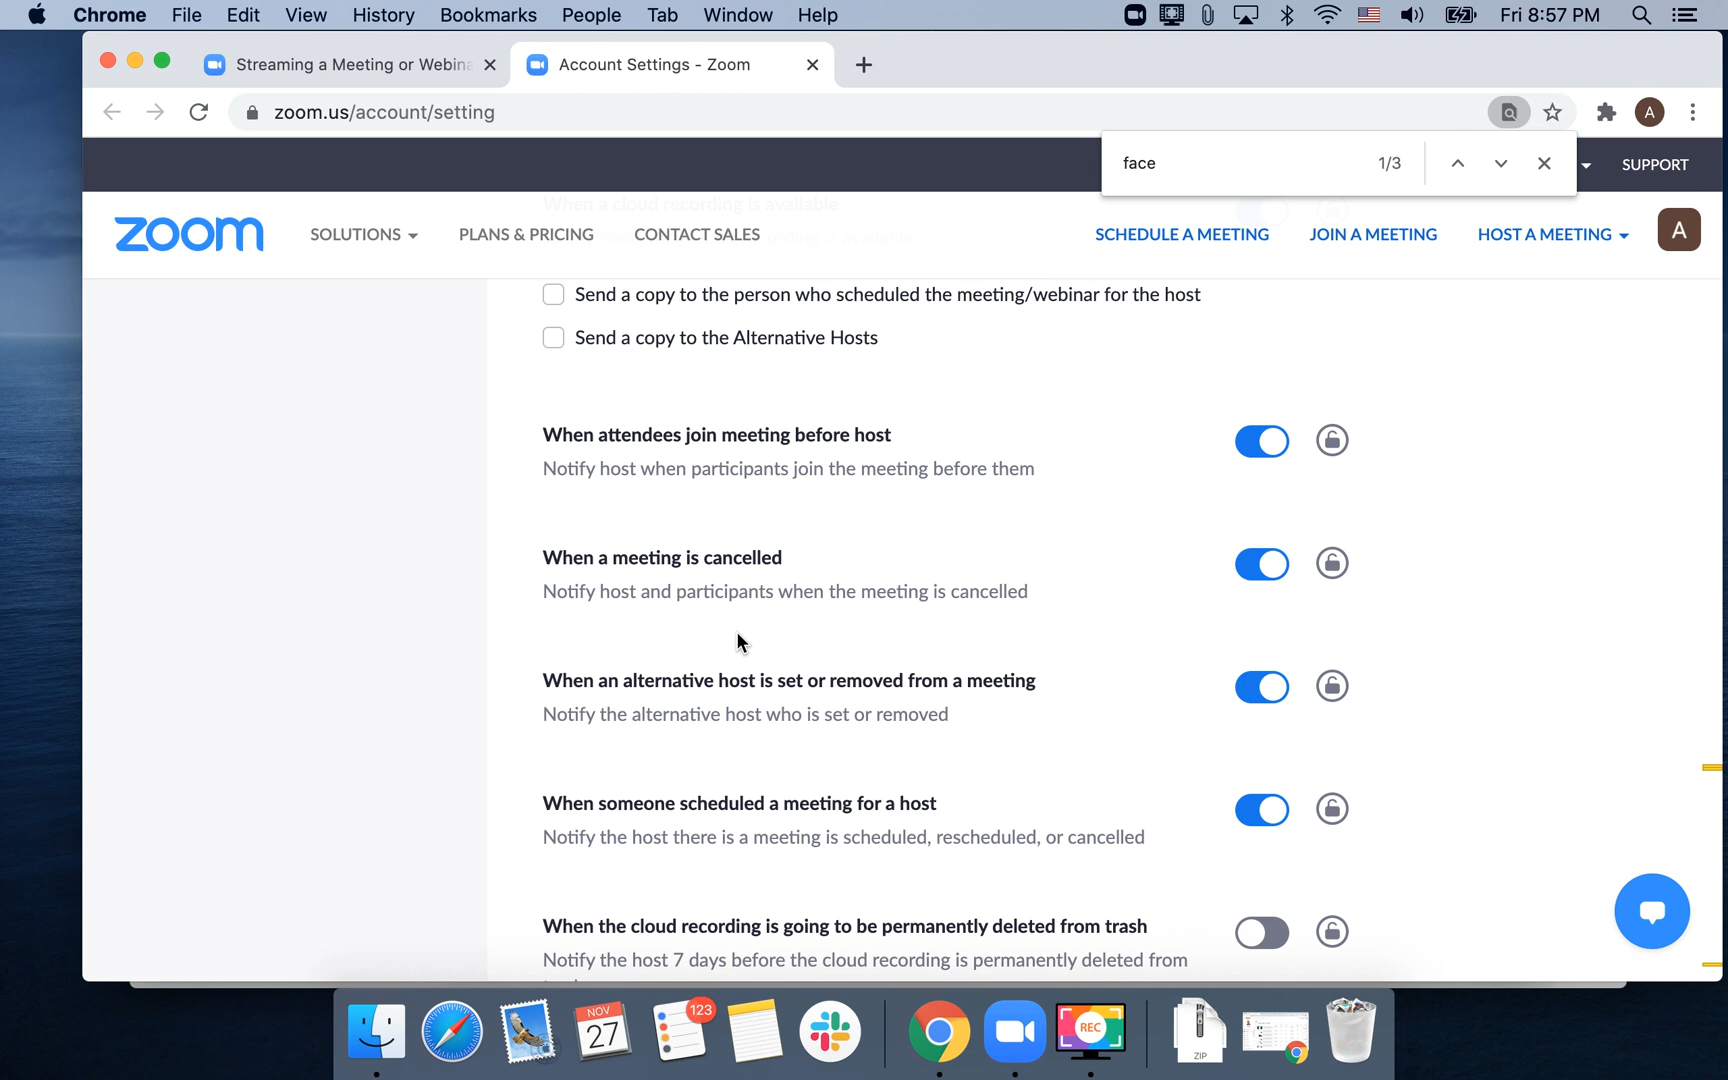 Chrome File Edit View History Bookmarks People Tab Window Help Fri 8:57 PM
Streaming a Meeting or Webina Account Settings - Zoom
zoom.us/account/setting A
face 1/3 SUPPORT
When a cloud recording is available
zoom SOLUTIONS PLANS & PRICING CONTACT SALES SCHEDULE A MEETING JOIN A MEETING HOST A MEETING A
Send a copy to the person who scheduled the meeting/webinar for the host
Send a copy to the Alternative Hosts
When attendees join meeting before host
Notify host when participants join the meeting before them
When a meeting is cancelled
Notify host and participants when the meeting is cancelled
When an alternative host is set or removed from a meeting
Notify the alternative host who is set or removed
When someone scheduled a meeting for a host
Notify the host there is a meeting is scheduled, rescheduled, or cancelled
When the cloud recording is going to be permanently deleted from trash
Notify the host 7 days before the cloud recording is permanently deleted from
NOV 27 123 REC ZIP